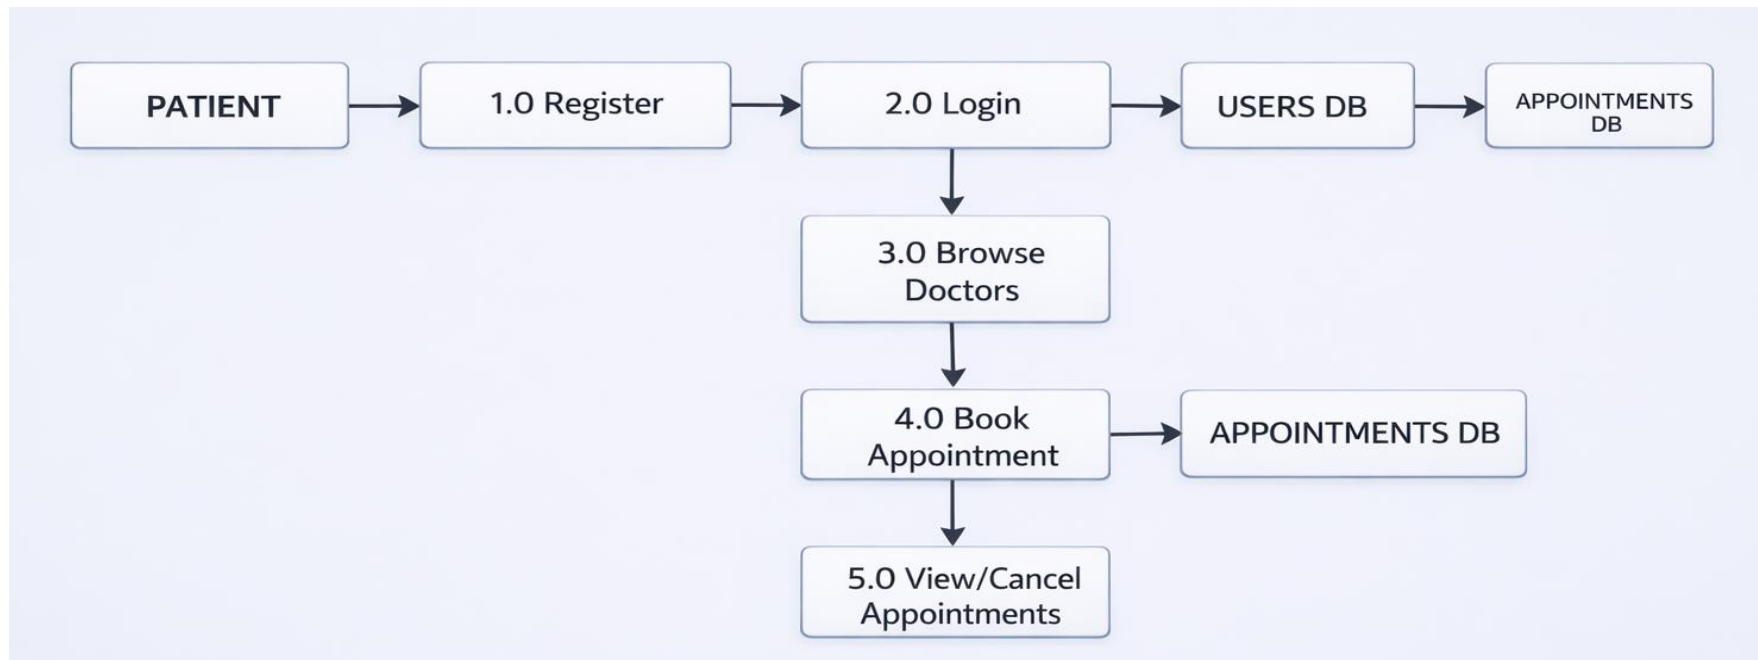 PATIENT
1.0 Register
2.0 Login
USERS DB
APPOINTMENTS
DB
3.0 Browse
Doctors
4.0 Book
Appointment
APPOINTMENTS DB
5.0 View/Cancel
Appointments